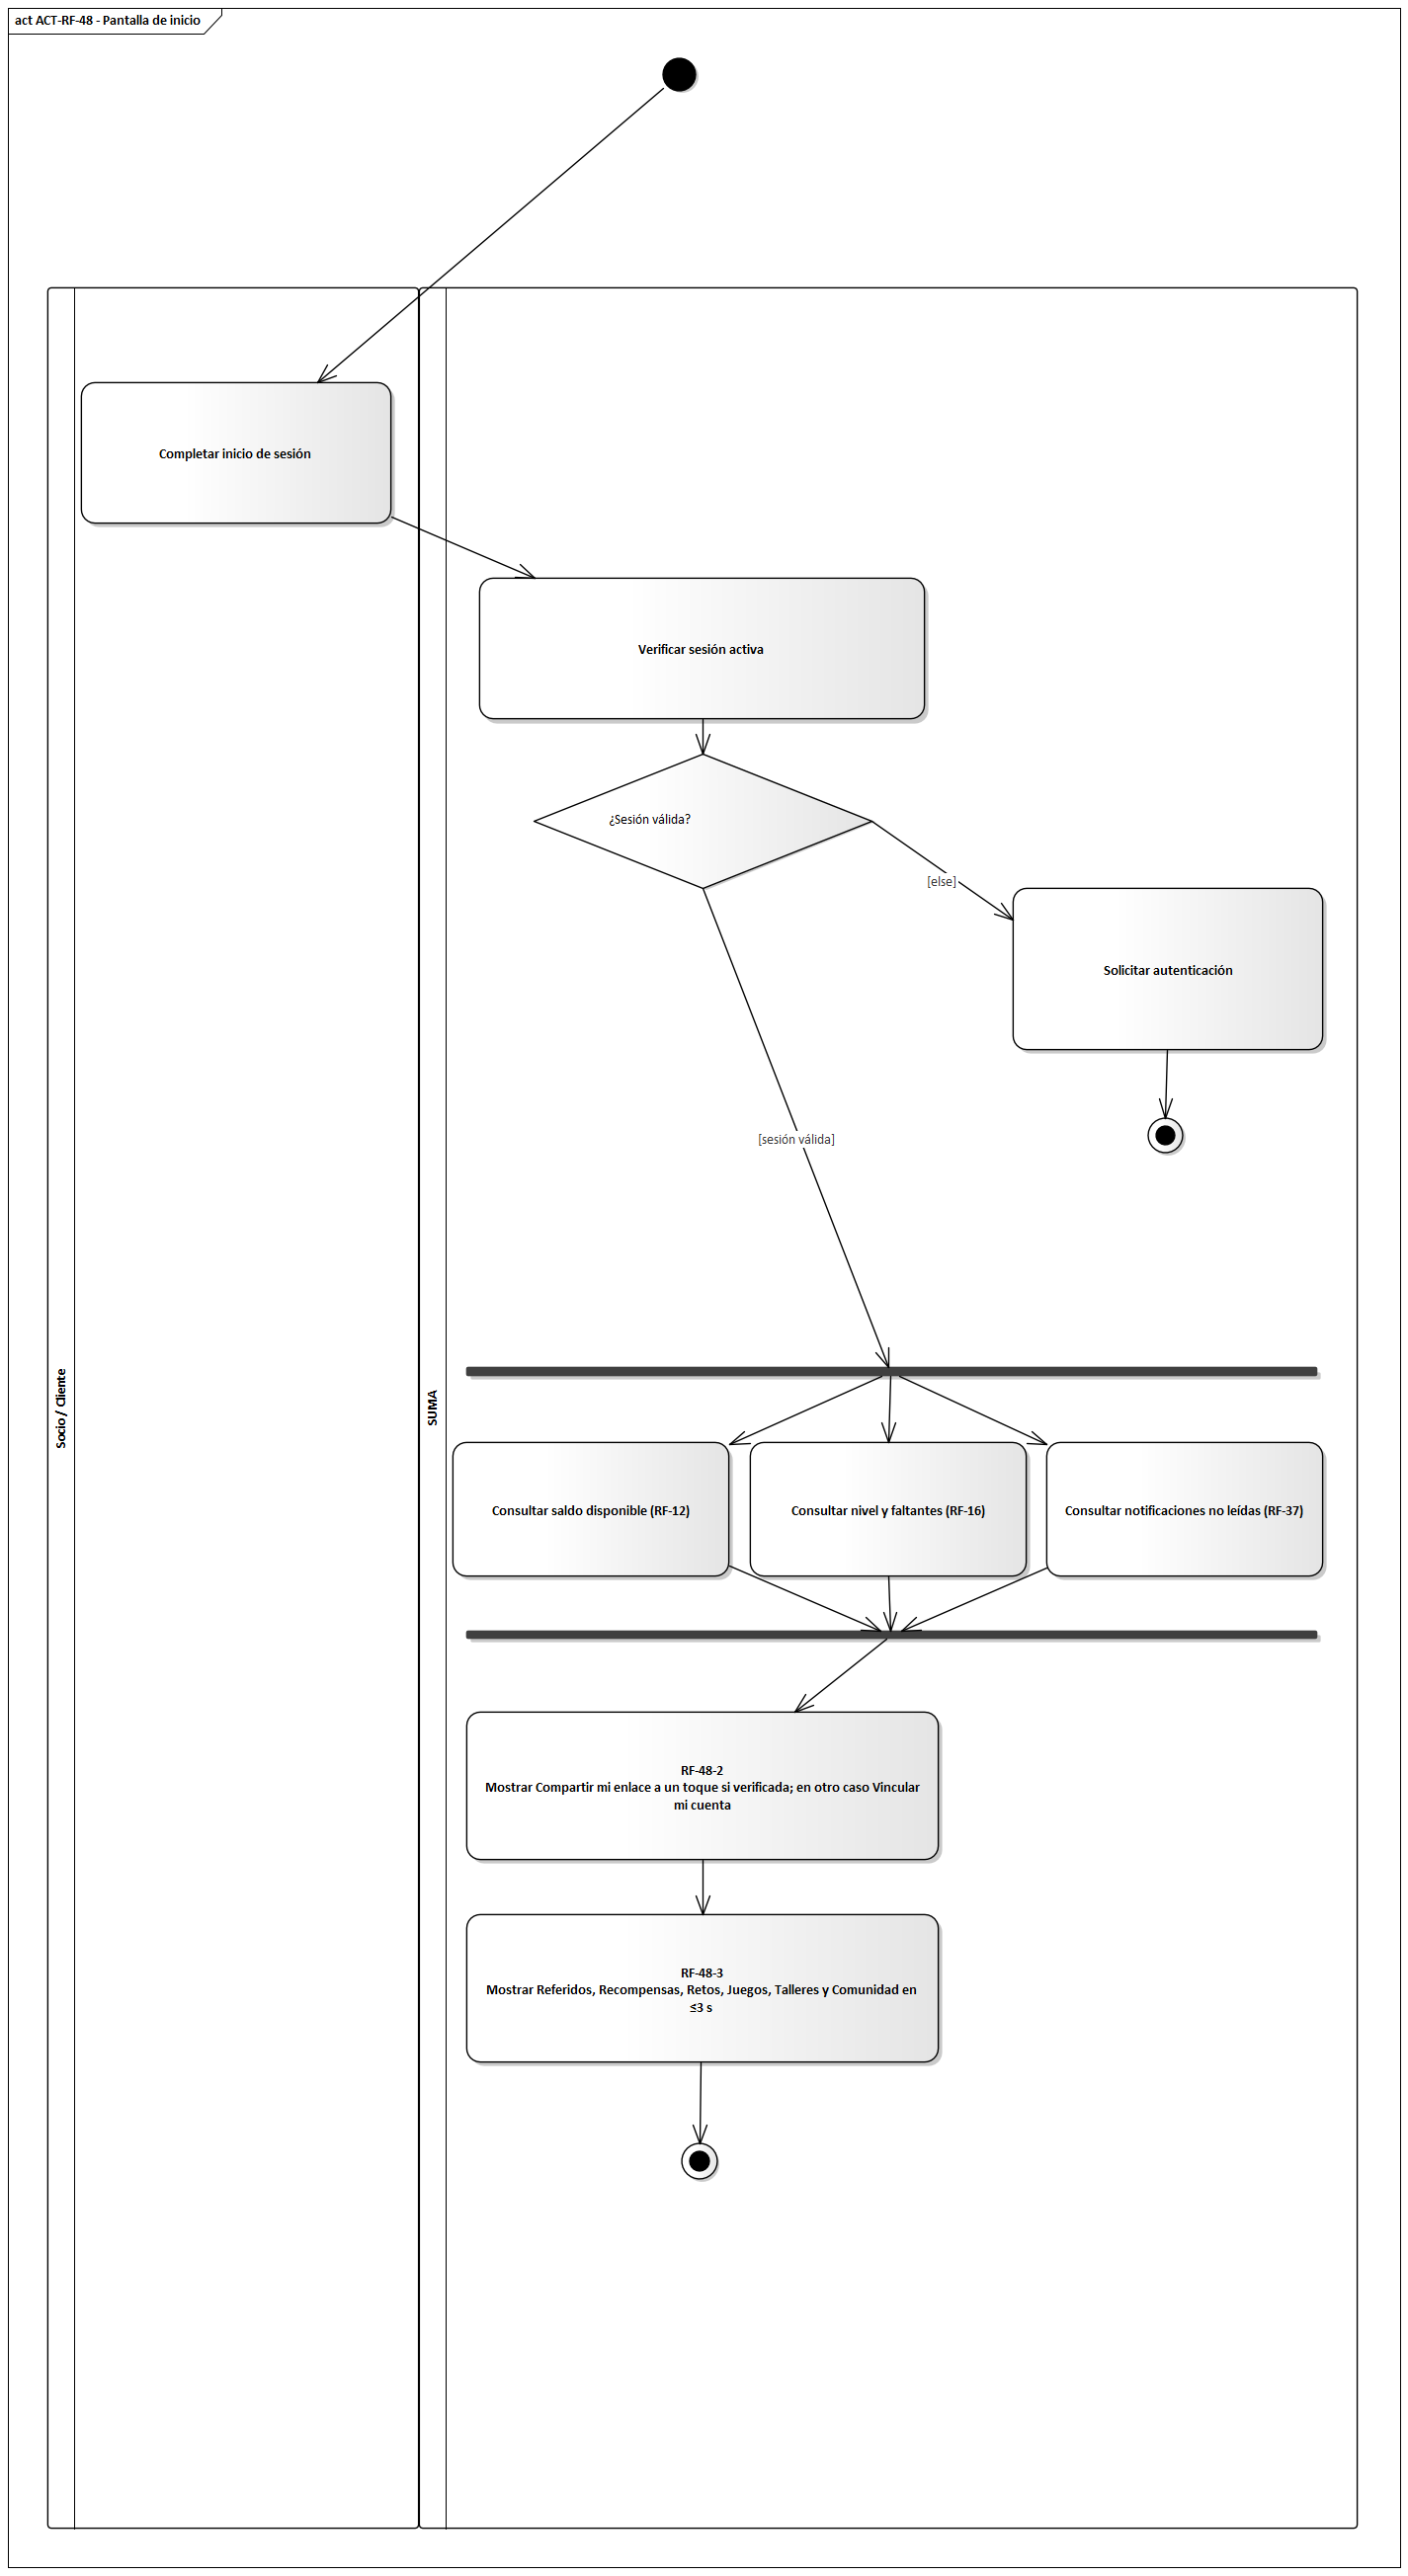 act ACT-RF-48 - Pantalla de inicio
Socio / Cliente
SUMA
Completar inicio de sesión
Verificar sesión activa
¿Sesión válida?
[else]
Solicitar autenticación
[sesión válida]
Consultar saldo disponible (RF-12)
Consultar nivel y faltantes (RF-16)
Consultar notificaciones no leídas (RF-37)
RF-48-2
Mostrar Compartir mi enlace a un toque si verificada; en otro caso Vincular
mi cuenta
RF-48-3
Mostrar Referidos, Recompensas, Retos, Juegos, Talleres y Comunidad en
≤3 s